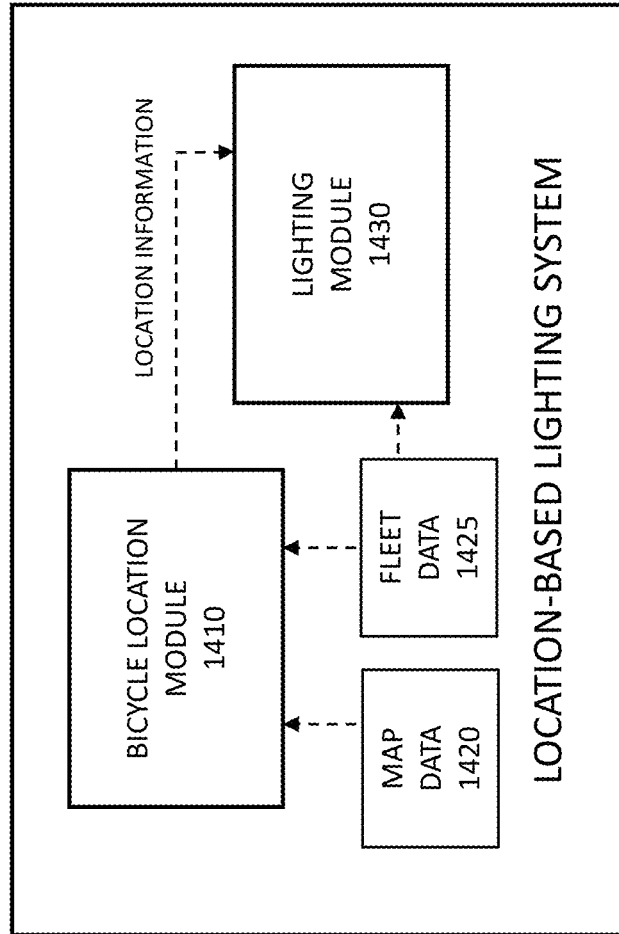 BICYCLE LOCATION
MODULE
1410
LOCATION INFORMATION
LIGHTING
MODULE
1430
MAP
DATA
1420
FLEET
DATA
1425
LOCATION-BASED LIGHTING SYSTEM